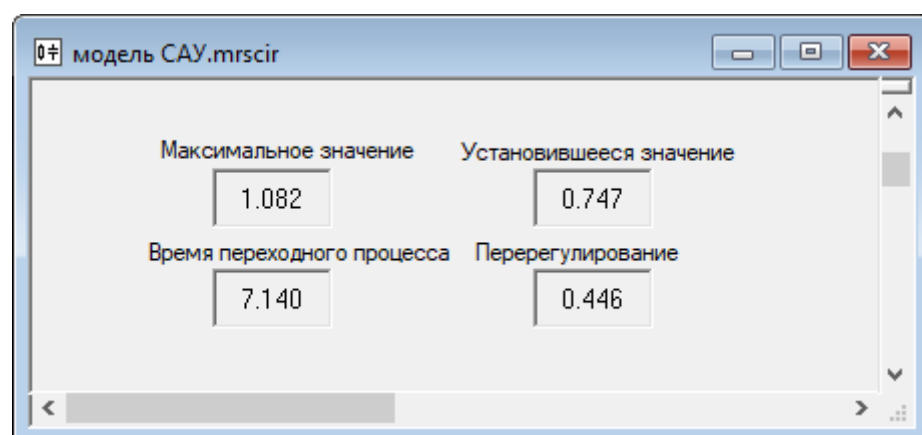 модель САУ.mrscir
Максимальное значение Установившееся значение
1.082 0.747
Время переходного процесса Перерегулирование
7.140 0.446